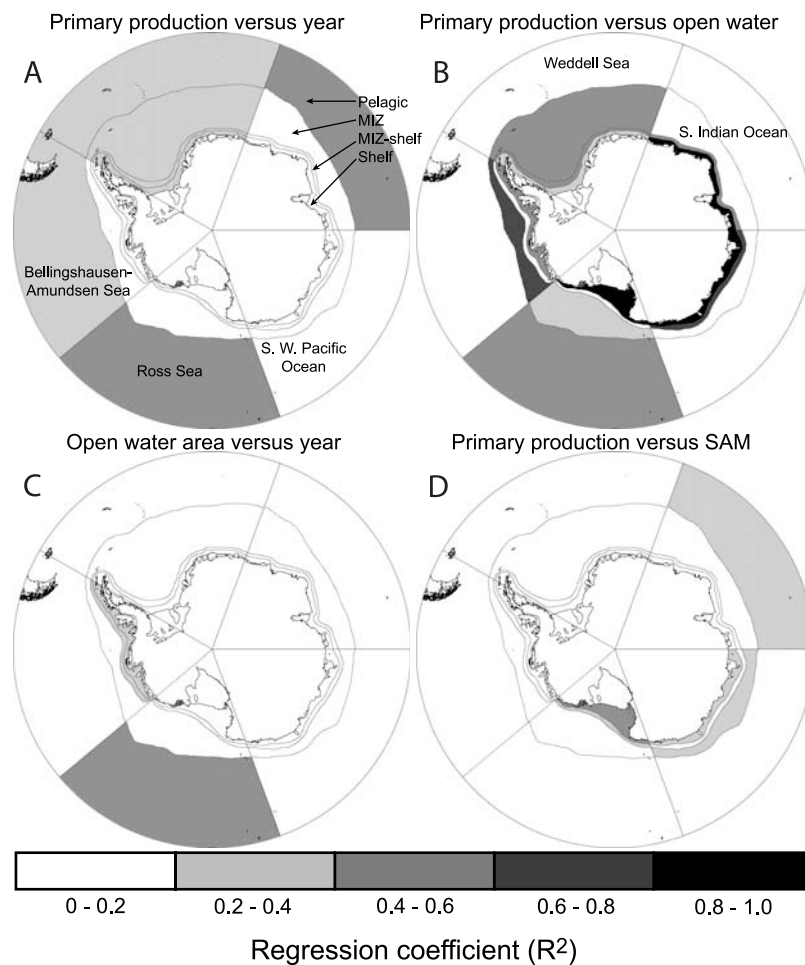 Primary production versus year
Primary production versus open water
A
B
Weddell Sea
Pelagic
MIZ
MIZ-shelf
Shelf
S. Indian Ocean
Bellingshausen-
Amundsen Sea
Ross Sea
S. W. Pacific
Ocean
Open water area versus year
Primary production versus SAM
C
D
0 - 0.2
0.2 - 0.4
0.4 - 0.6
0.6 - 0.8
0.8 - 1.0
Regression coefficient (R²)